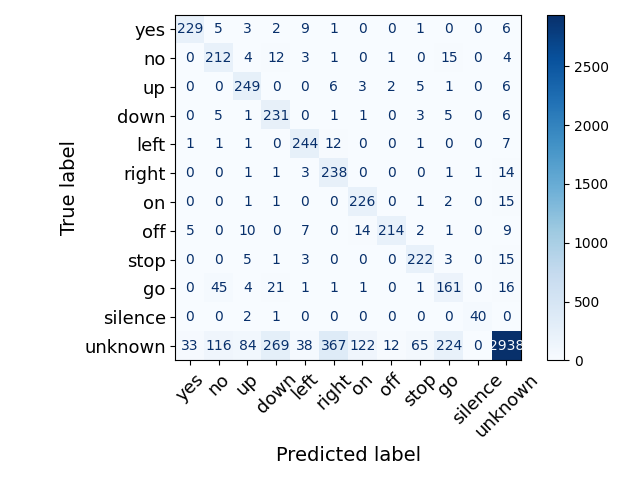 yes 229 5 3 2 9 1 0 0 1 0 0 6
no 0 212 4 12 3 1 0 1 0 15 0 4
up 0 0 249 0 0 6 3 2 5 1 0 6
down 0 5 1 231 0 1 1 0 3 5 0 6
left 1 1 1 0 244 12 0 0 1 0 0 7
right 0 0 1 1 3 238 0 0 0 1 1 14
on 0 0 1 1 0 0 226 0 1 2 0 15
off 5 0 10 0 7 0 14 214 2 1 0 9
stop 0 0 5 1 3 0 0 0 222 3 0 15
go 0 45 4 21 1 1 1 0 1 161 0 16
silence 0 0 2 1 0 0 0 0 0 0 40 0
unknown 33 116 84 269 38 367 122 12 65 224 0 2938
yes no up down left right on off stop go silence unknown
Predicted label
True label
2500
2000
1500
1000
500
0